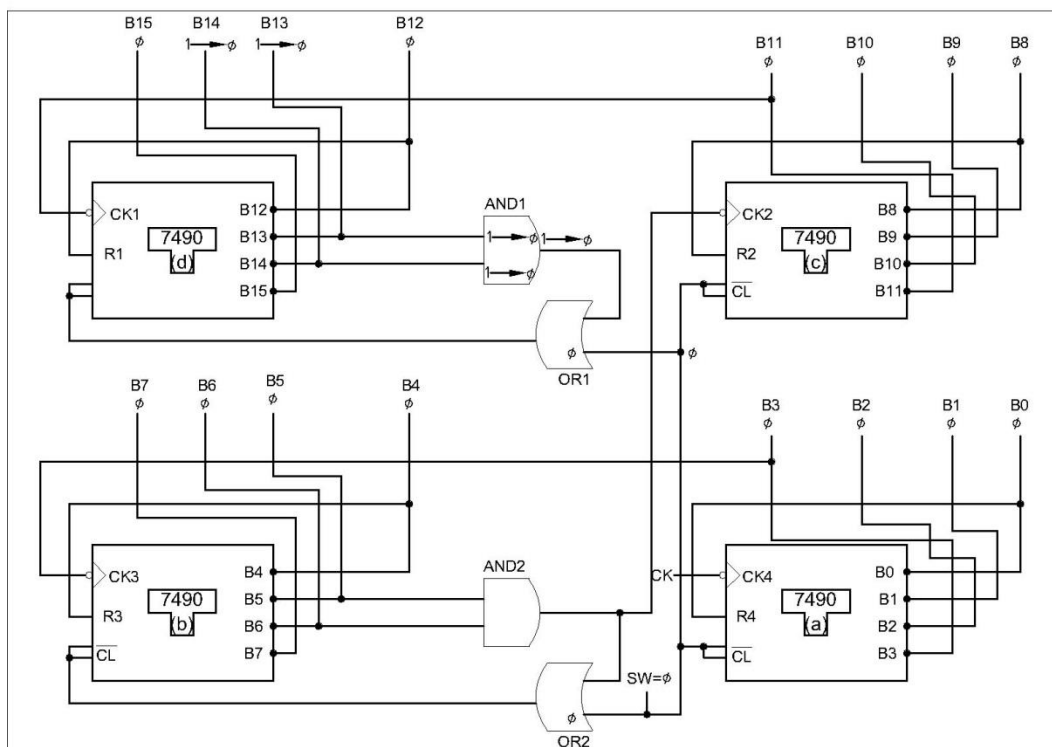 B15 B14 B13 B12 B11 B10 B9 B8
ϕ 1 ϕ 1 ϕ ϕ ϕ ϕ ϕ ϕ
CK1 7490 (d) B12
R1 B13
B14
B15
AND1
1 ϕ 1 ϕ
1 ϕ
CK2 7490 (c) B8
R2 B9
B10
CL B11
ϕ ϕ
OR1
B7 B6 B5 B4 B3 B2 B1 B0
ϕ ϕ ϕ ϕ ϕ ϕ ϕ ϕ
CK3 7490 (b) B4
R3 B5
B6
CL B7
AND2
CK CK4 7490 (a) B0
R4 B1
B2
CL B3
SW=ϕ
ϕ
OR2